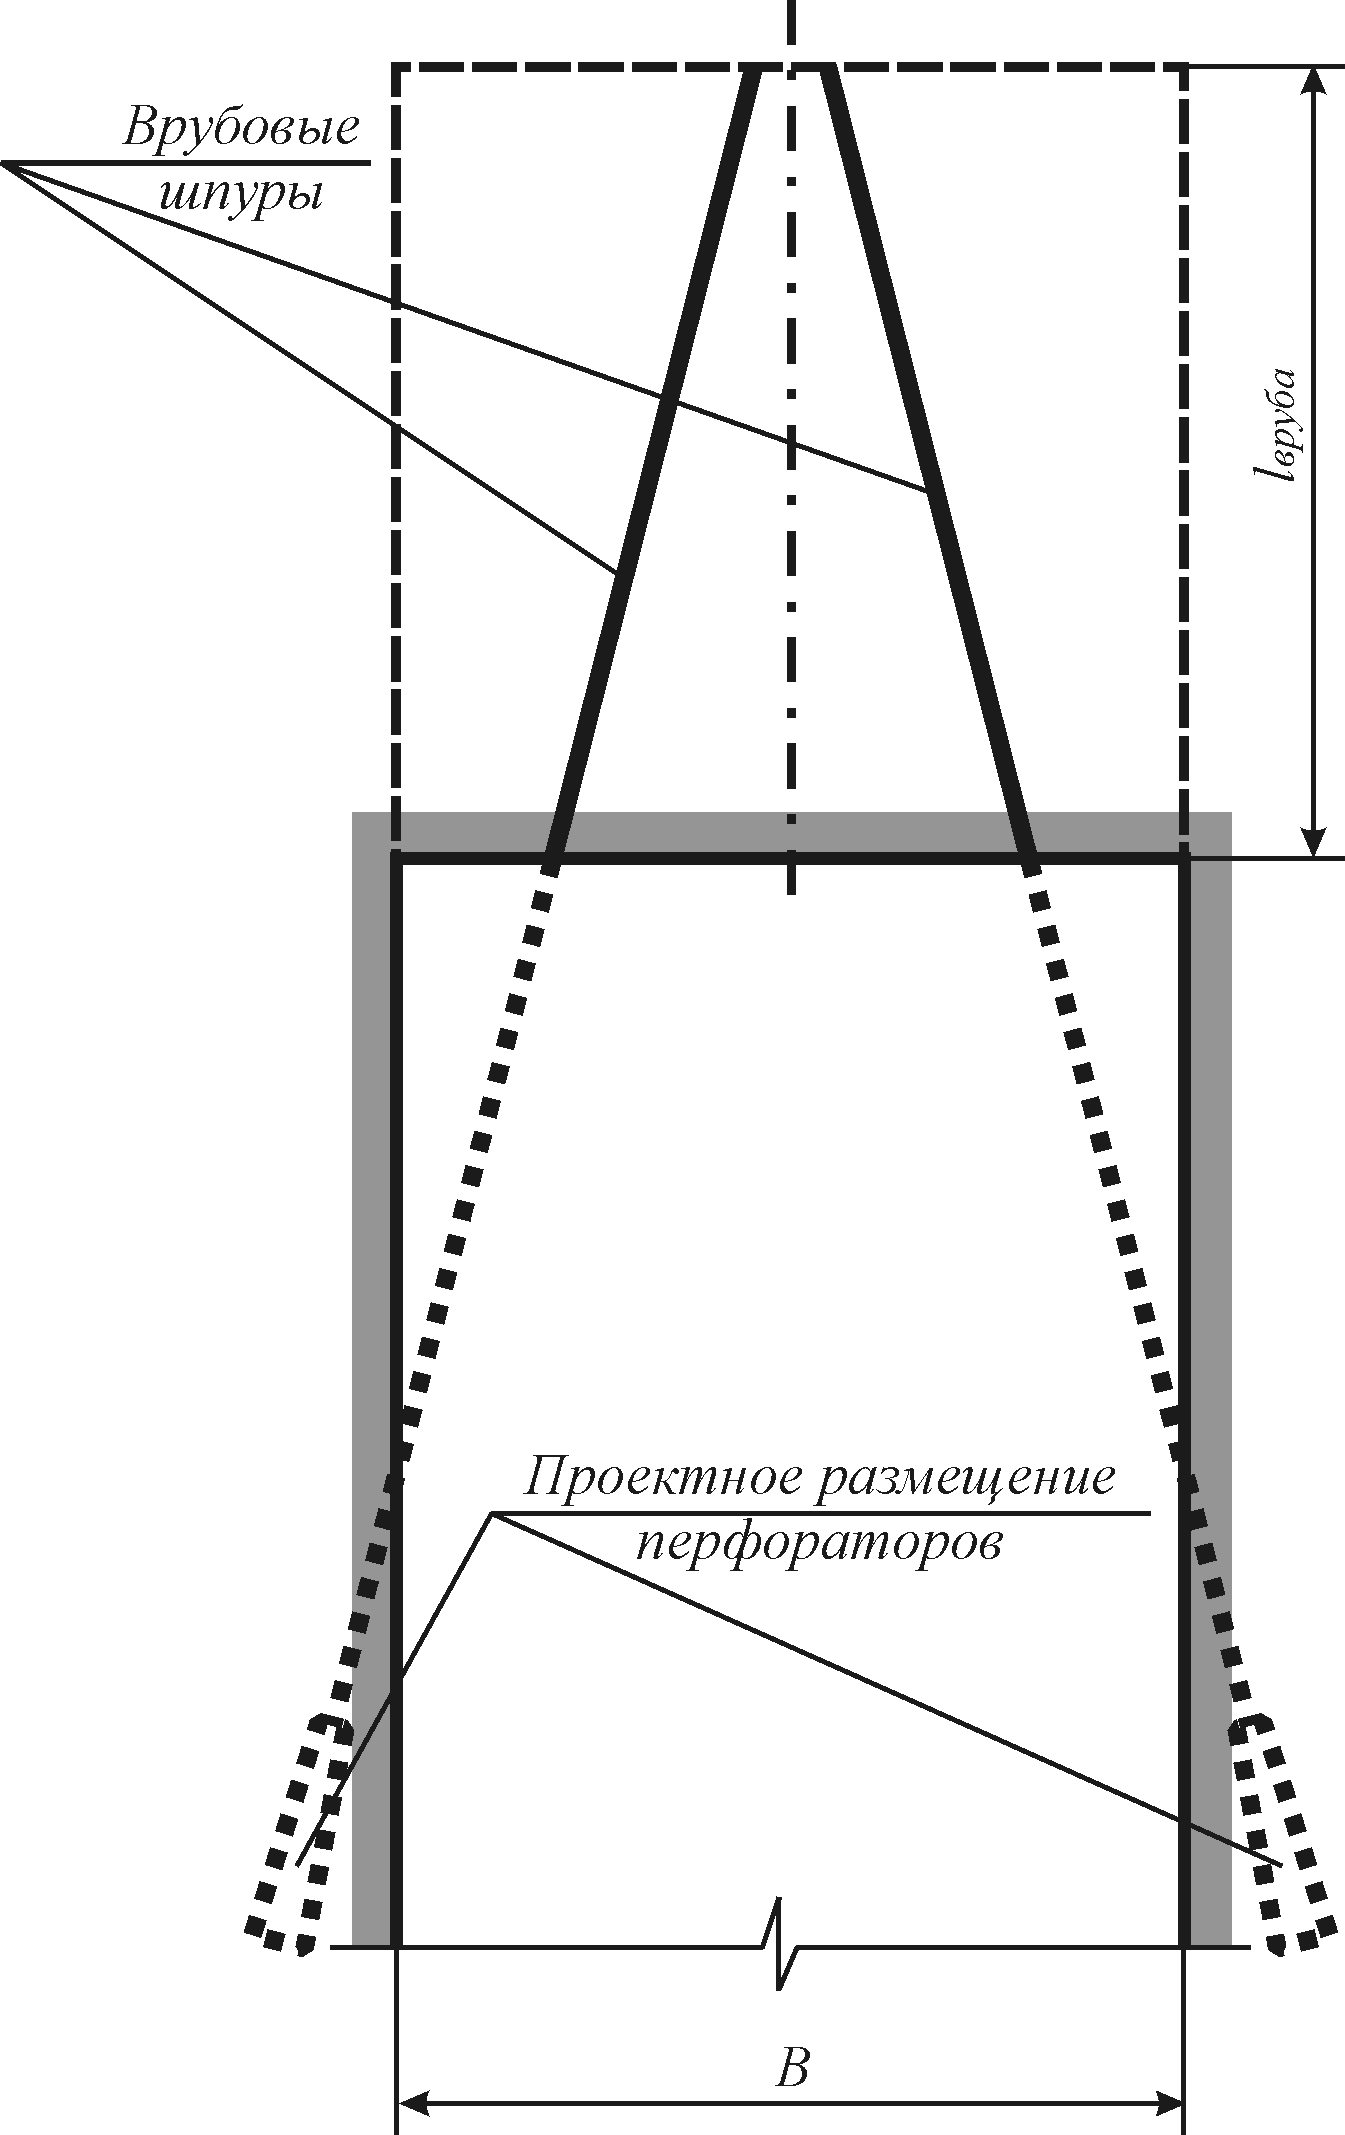 Врубовые
шпуры
lвруба
Проектное размещение
перфораторов
В